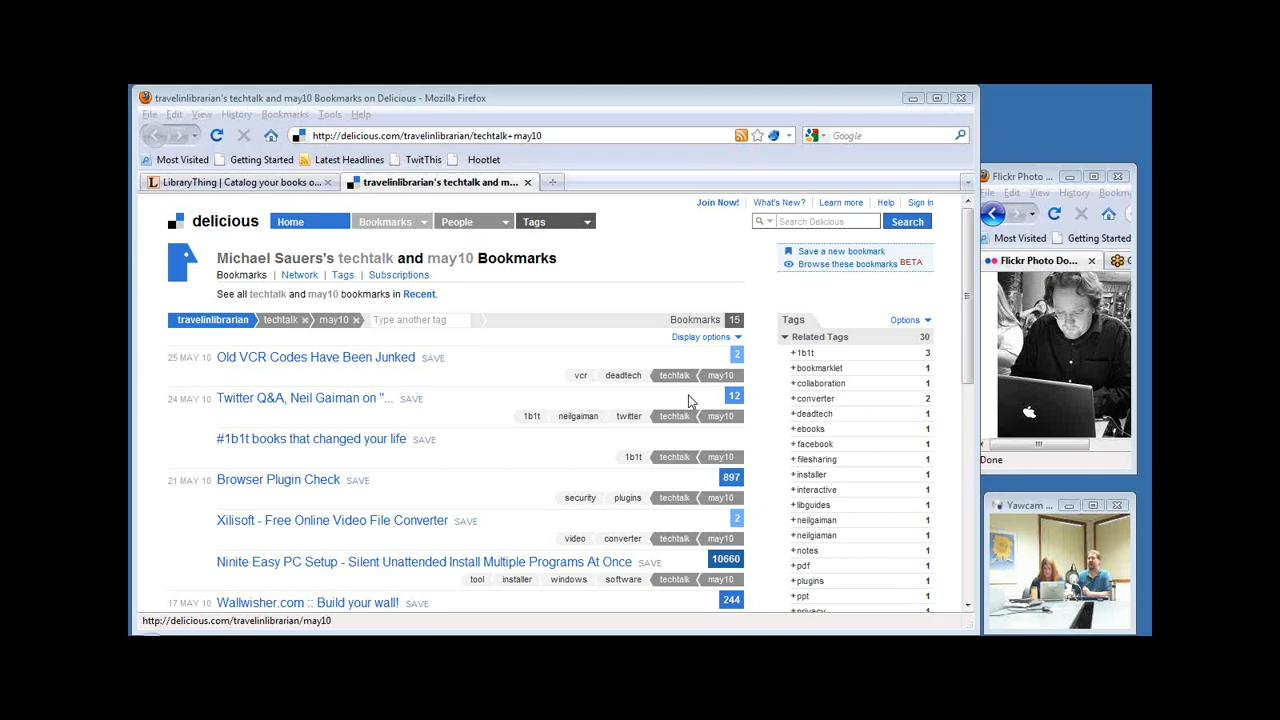 travelinlibrarian's techtalk and may10 Bookmarks on Delicious - Mozilla Firefox
File Edit View History Bookmarks Tools Help
http://delicious.com/travelinlibrarian/techtalk+may10
Google
Most Visited Getting Started Latest Headlines TwitThis Hootlet
LibraryThing | Catalog your books o...
travelinlibrarian's techtalk and m...
Join Now! What's New? Learn more Help Sign in
delicious Home Bookmarks People Tags
Search Delicious Search
Michael Sauers's techtalk and may10 Bookmarks
Bookmarks Network Tags Subscriptions
See all techtalk and may10 bookmarks in Recent.
Save a new bookmark
Browse these bookmarks BETA
travelinlibrarian techtalk may10 Type another tag Bookmarks 15
Display options
25 MAY 10 Old VCR Codes Have Been Junked SAVE 2
vcr deadtech techtalk may10
24 MAY 10 Twitter Q&A, Neil Gaiman on "... SAVE 12
1b1t neilgaiman twitter techtalk may10
#1b1t books that changed your life SAVE
1b1t techtalk may10
21 MAY 10 Browser Plugin Check SAVE 897
security plugins techtalk may10
Xilisoft - Free Online Video File Converter SAVE 2
video converter techtalk may10
Ninite Easy PC Setup - Silent Unattended Install Multiple Programs At Once SAVE 10660
tool installer windows software techtalk may10
17 MAY 10 Wallwisher.com :: Build your wall! SAVE 244
Tags Options
Related Tags 30
+1b1t 3
+bookmarklet 1
+collaboration 1
+converter 2
+deadtech 1
+ebooks 1
+facebook 1
+filesharing 1
+installer 1
+interactive 1
+libguides 1
+neilgaiman 1
+neilgiaman 1
+notes 1
+pdf 1
+plugins 1
+ppt 1
+privacy 1
http://delicious.com/travelinlibrarian/may10
Flickr Photo ...
File Edit View History Bookm
Most Visited Getting Started
Flickr Photo Do... G
Done
Yawcam ...